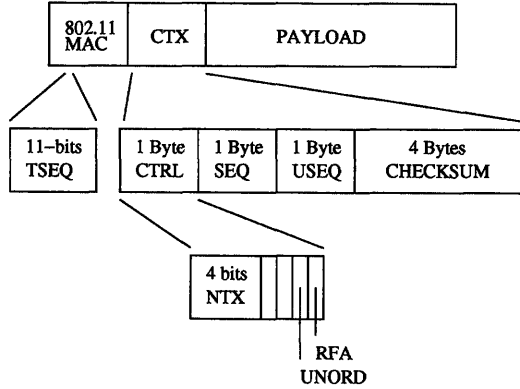 802.11
MAC
CTX
PAYLOAD
11-bits
TSEQ
1 Byte
CTRL
1 Byte
SEQ
1 Byte
USEQ
4 Bytes
CHECKSUM
4 bits
NTX
RFA
UNORD